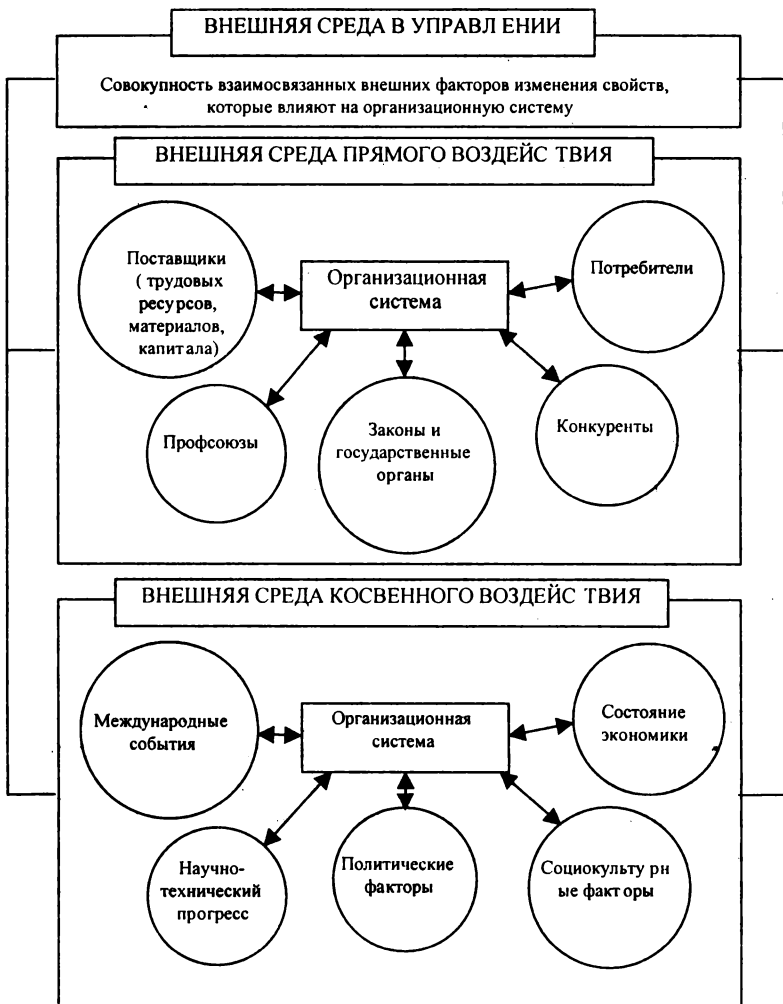 ВНЕШНЯЯ СРЕДА В УПРАВЛ ЕНИИ
Совокупность взаимосвязанных внешних факторов изменения свойств,
которые влияют на организационную систему
ВНЕШНЯЯ СРЕДА ПРЯМОГО ВОЗДЕЙС ТВИЯ
Поставщики
( трудовых
ресурсов,
материалов,
капитала)
Организационная
система
Потребители
Профсоюзы
Законы и
государственные
органы
Конкуренты
ВНЕШНЯЯ СРЕДА КОСВЕННОГО ВОЗДЕЙС ТВИЯ
Международные
события
Организационная
система
Состояние
экономики
Научно-
технический
прогресс
Политические
факторы
Социокульту рн
ые факт оры